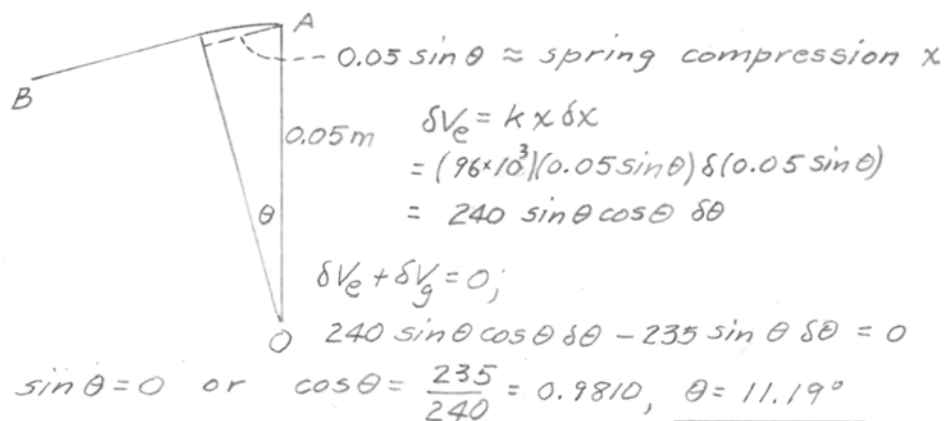 A
0.05 sin θ ≈ spring compression x
B
0.05m
δVe = k x δx
= (96×10³)(0.05 sin θ) δ(0.05 sin θ)
= 240 sin θ cos θ δθ
θ
δVe + δVg = 0;
O
240 sin θ cos θ δθ - 235 sin θ δθ = 0
sin θ = 0 or cos θ = 235/240 = 0.9810, θ = 11.19°